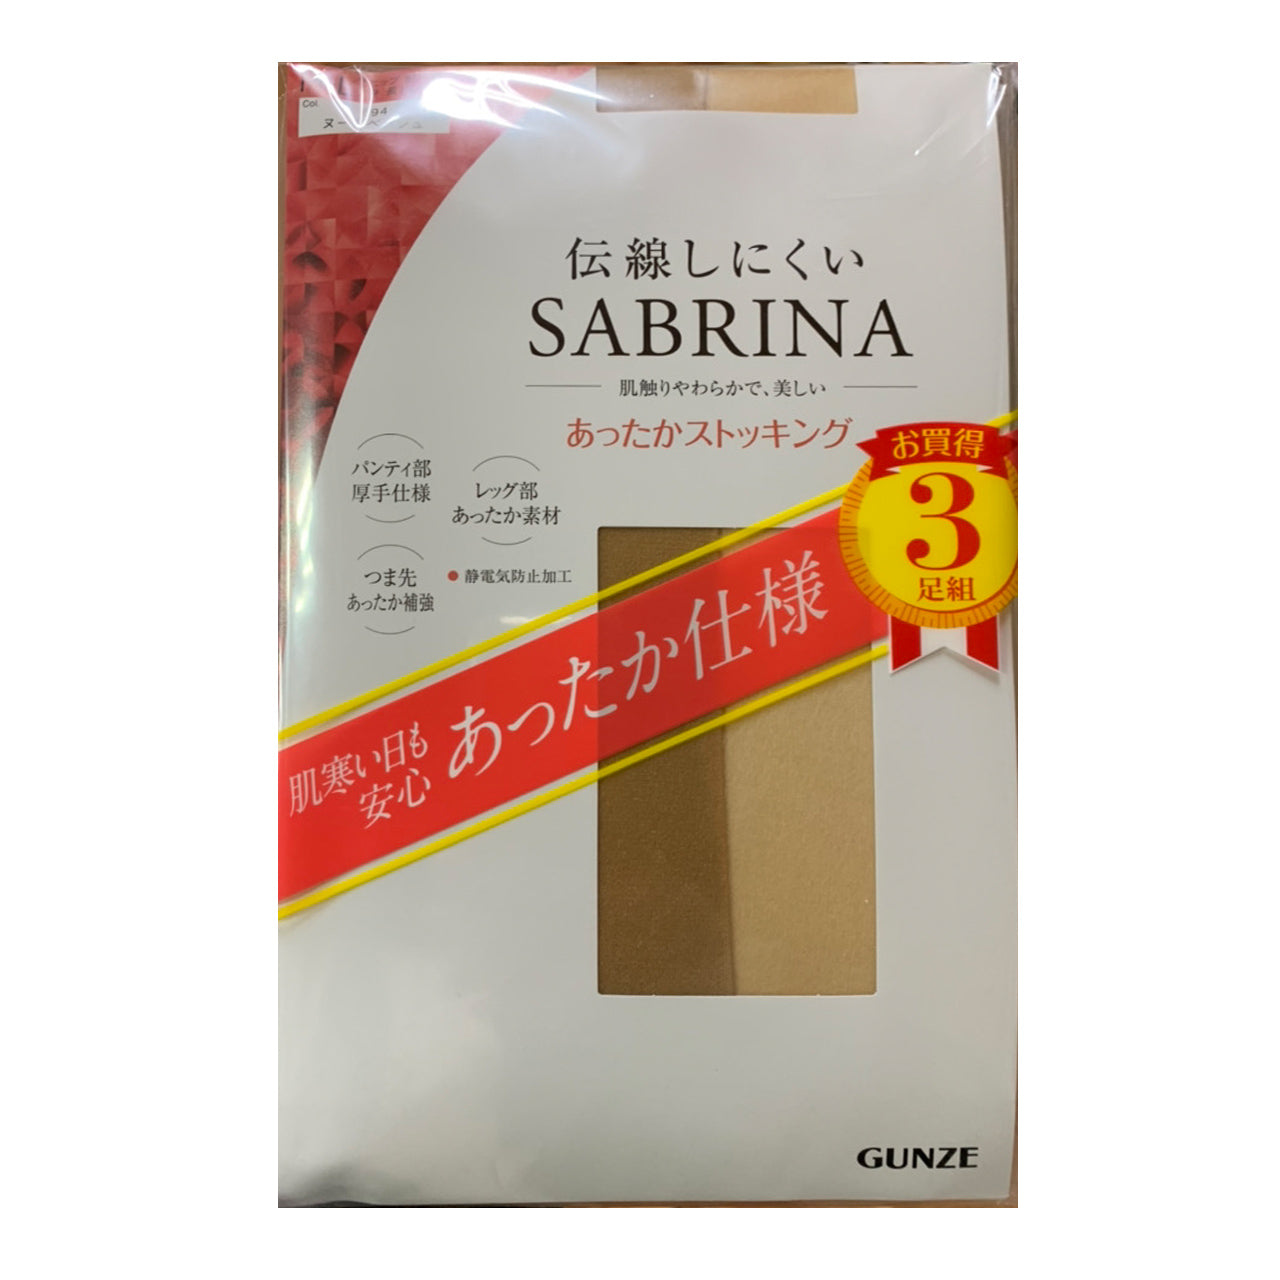 Col
94
伝線しにくい
SABRINA
肌触りやわらかで、美しい
あったかストッキング
お買得
3
足組
パンティ部
厚手仕様
レッグ部
あったか素材
つま先
あったか補強
● 静電気防止加工
肌寒い日も
安心
あったか仕様
GUNZE